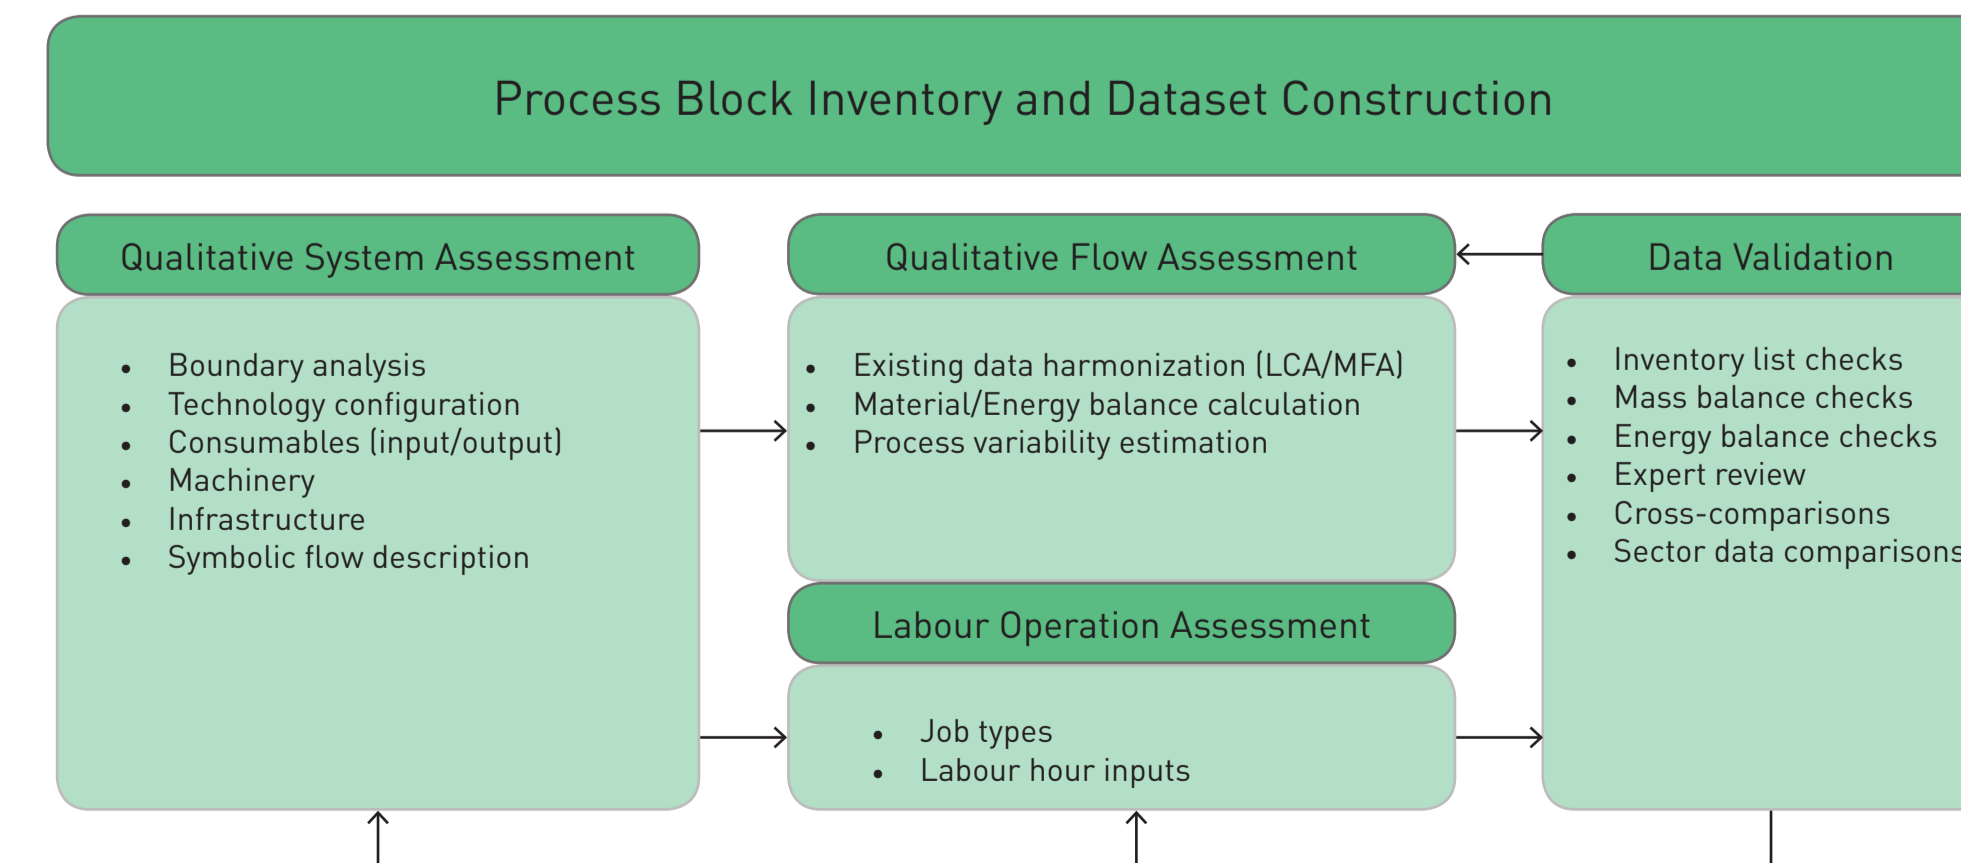 Process Block Inventory and Dataset Construction
Qualitative System Assessment
• Boundary analysis
• Technology configuration
• Consumables (input/output)
• Machinery
• Infrastructure
• Symbolic flow description
Qualitative Flow Assessment
• Existing data harmonization (LCA/MFA)
• Material/Energy balance calculation
• Process variability estimation
Labour Operation Assessment
• Job types
• Labour hour inputs
Data Validation
• Inventory list checks
• Mass balance checks
• Energy balance checks
• Expert review
• Cross-comparisons
• Sector data comparisons